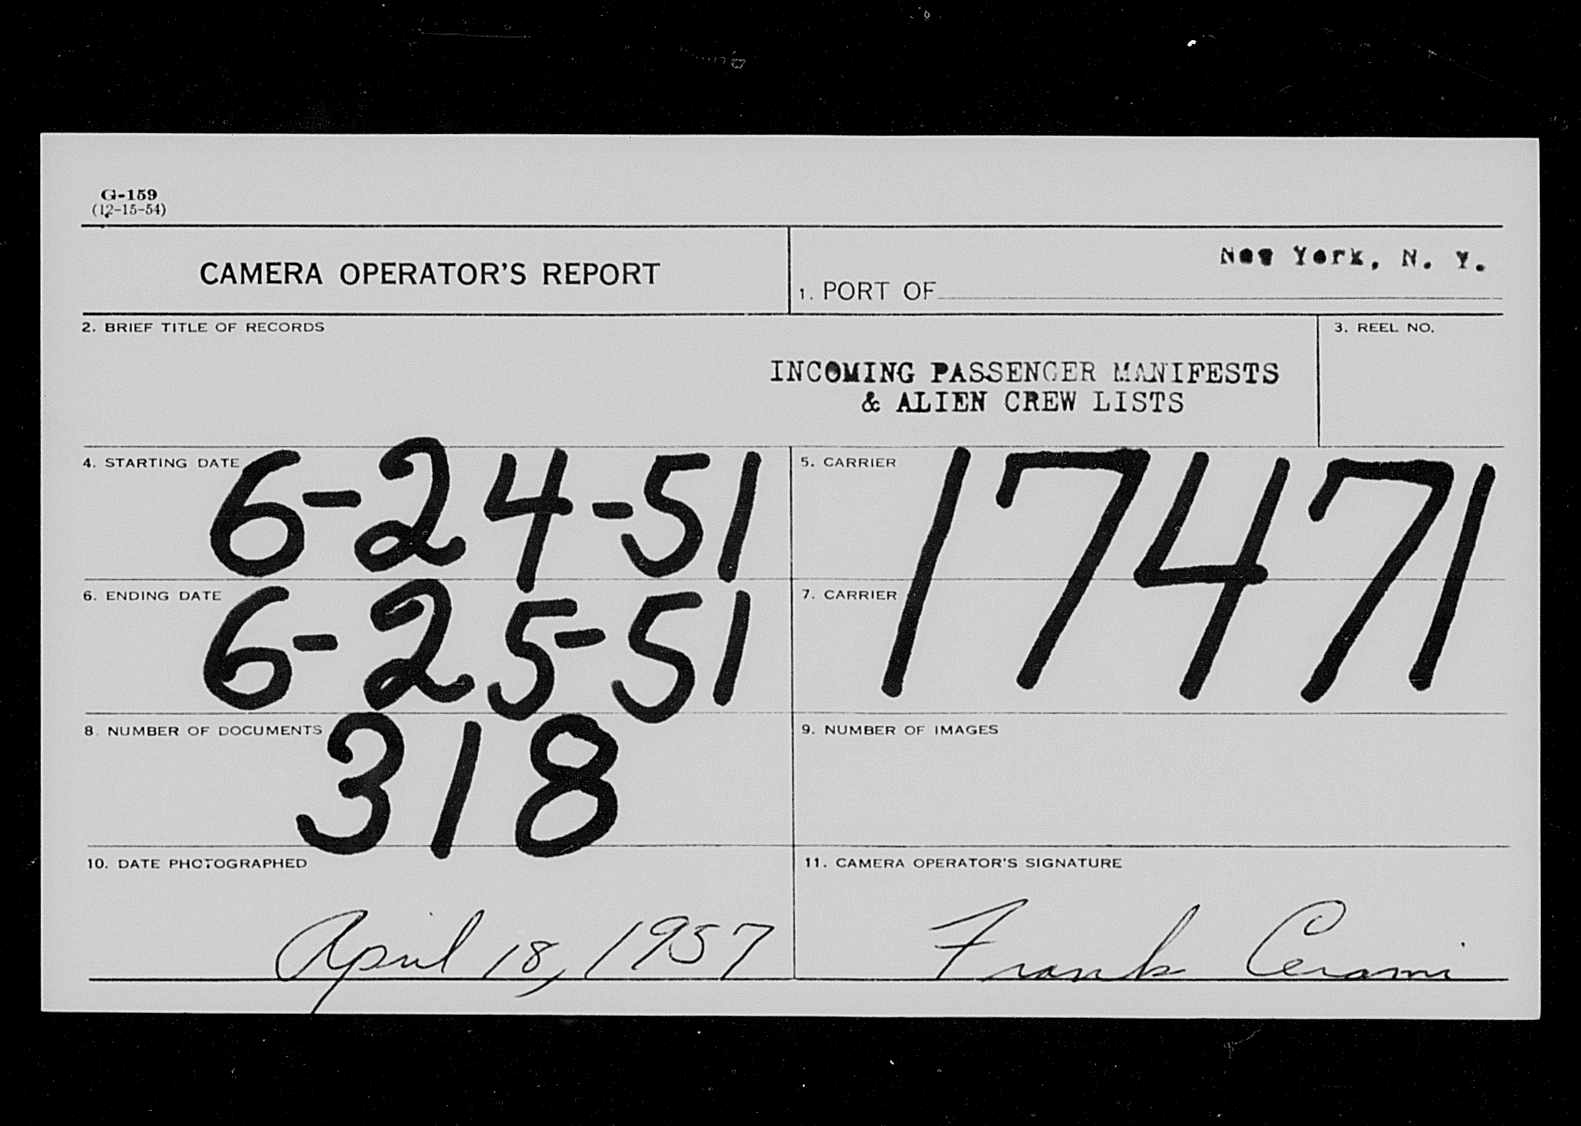 G-159
(12-15-54)
CAMERA OPERATOR'S REPORT
1. PORT OF New York, N. Y.
2. BRIEF TITLE OF RECORDS
INCOMING PASSENGER MANIFESTS
& ALIEN CREW LISTS
3. REEL NO.
4. STARTING DATE 6-24-51
5. CARRIER 17471
6. ENDING DATE 6-25-51
7. CARRIER
8. NUMBER OF DOCUMENTS 318
9. NUMBER OF IMAGES
10. DATE PHOTOGRAPHED
April 18, 1957
11. CAMERA OPERATOR'S SIGNATURE
Frank Cerami